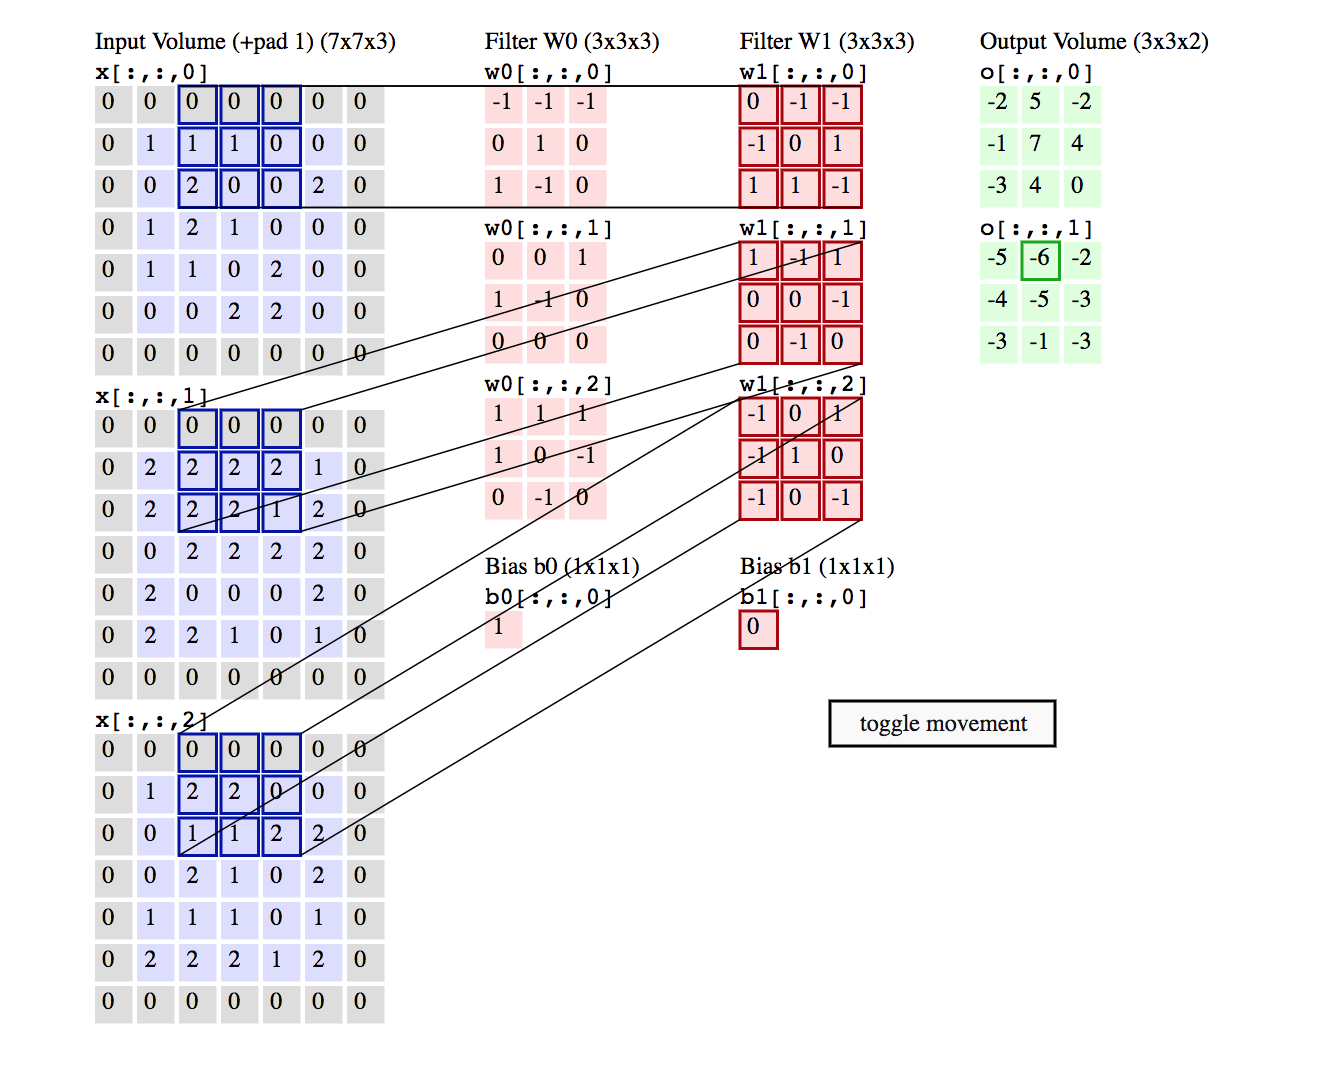 Input Volume (+pad 1) (7x7x3)
x[:,:,0]
0 0 0 0 0 0 0
0 1 1 1 0 0 0
0 0 2 0 0 2 0
0 1 2 1 0 0 0
0 1 1 0 2 0 0
0 0 0 2 2 0 0
0 0 0 0 0 0 0
x[:,:,1]
0 0 0 0 0 0 0
0 2 2 2 2 1 0
0 2 2 2 1 2 0
0 0 2 2 2 2 0
0 2 0 0 0 2 0
0 2 2 1 0 1 0
0 0 0 0 0 0 0
x[:,:,2]
0 0 0 0 0 0 0
0 1 2 2 0 0 0
0 0 1 1 2 2 0
0 0 2 1 0 2 0
0 1 1 1 0 1 0
0 2 2 2 1 2 0
0 0 0 0 0 0 0
Filter W0 (3x3x3)
w0[:,:,0]
-1 -1 -1
0 1 0
1 -1 0
w0[:,:,1]
0 0 1
1 -1 0
0 0 0
w0[:,:,2]
1 1 1
1 0 -1
0 -1 0
Bias b0 (1x1x1)
b0[:,:,0]
1
Filter W1 (3x3x3)
w1[:,:,0]
0 -1 -1
-1 0 1
1 1 -1
w1[:,:,1]
1 -1 1
0 0 -1
0 -1 0
w1[:,:,2]
-1 0 1
-1 1 0
-1 0 -1
Bias b1 (1x1x1)
b1[:,:,0]
0
Output Volume (3x3x2)
o[:,:,0]
-2 5 -2
-1 7 4
-3 4 0
o[:,:,1]
-5 -6 -2
-4 -5 -3
-3 -1 -3
toggle movement